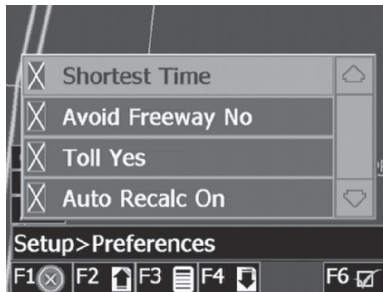 Shortest Time
Avoid Freeway No
Toll Yes
Auto Recalc On
Setup>Preferences
F1 F2 F3 F4 F6